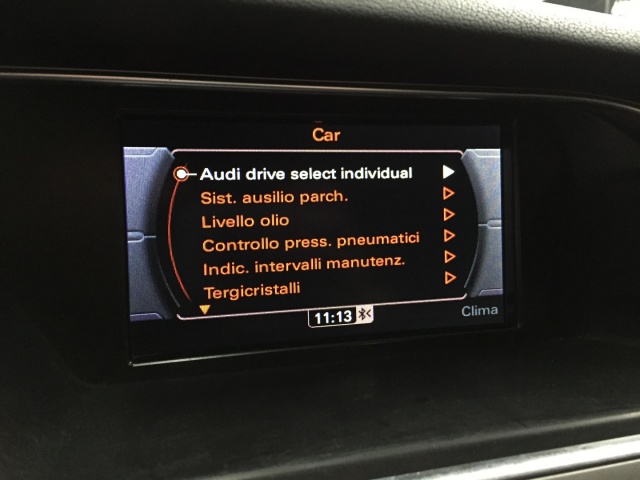 Car
Audi drive select individual
Sist. ausilio parch.
Livello olio
Controllo press. pneumatici
Indic. intervalli manutenz.
Tergicristalli
11:13
Clima